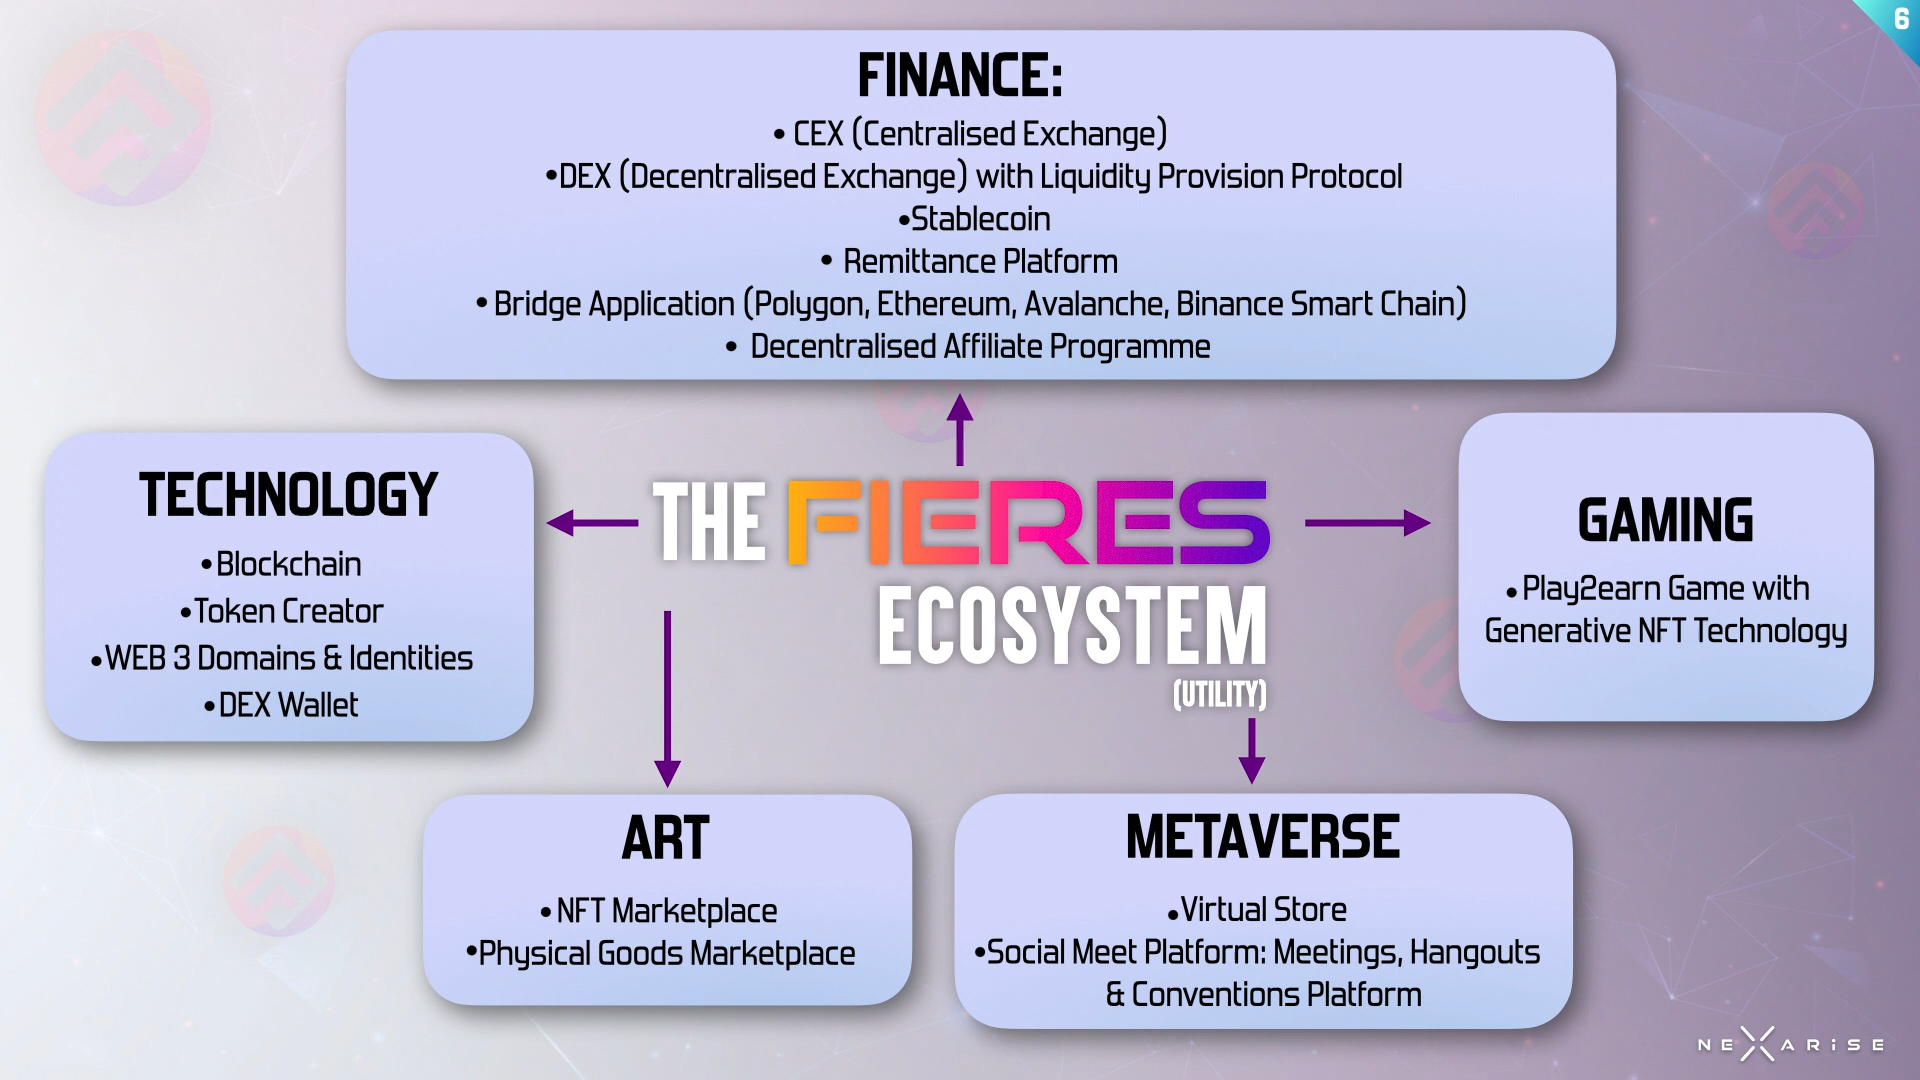 6
FINANCE:
• CEX (Centralised Exchange)
•DEX (Decentralised Exchange) with Liquidity Provision Protocol
•Stablecoin
• Remittance Platform
• Bridge Application (Polygon, Ethereum, Avalanche, Binance Smart Chain)
• Decentralised Affiliate Programme
TECHNOLOGY
•Blockchain
•Token Creator
•WEB 3 Domains & Identities
•DEX Wallet
THE FIERES
ECOSYSTEM
(UTILITY)
GAMING
• Play2earn Game with
Generative NFT Technology
ART
• NFT Marketplace
•Physical Goods Marketplace
METAVERSE
•Virtual Store
•Social Meet Platform: Meetings, Hangouts
& Conventions Platform
NEXARiSE